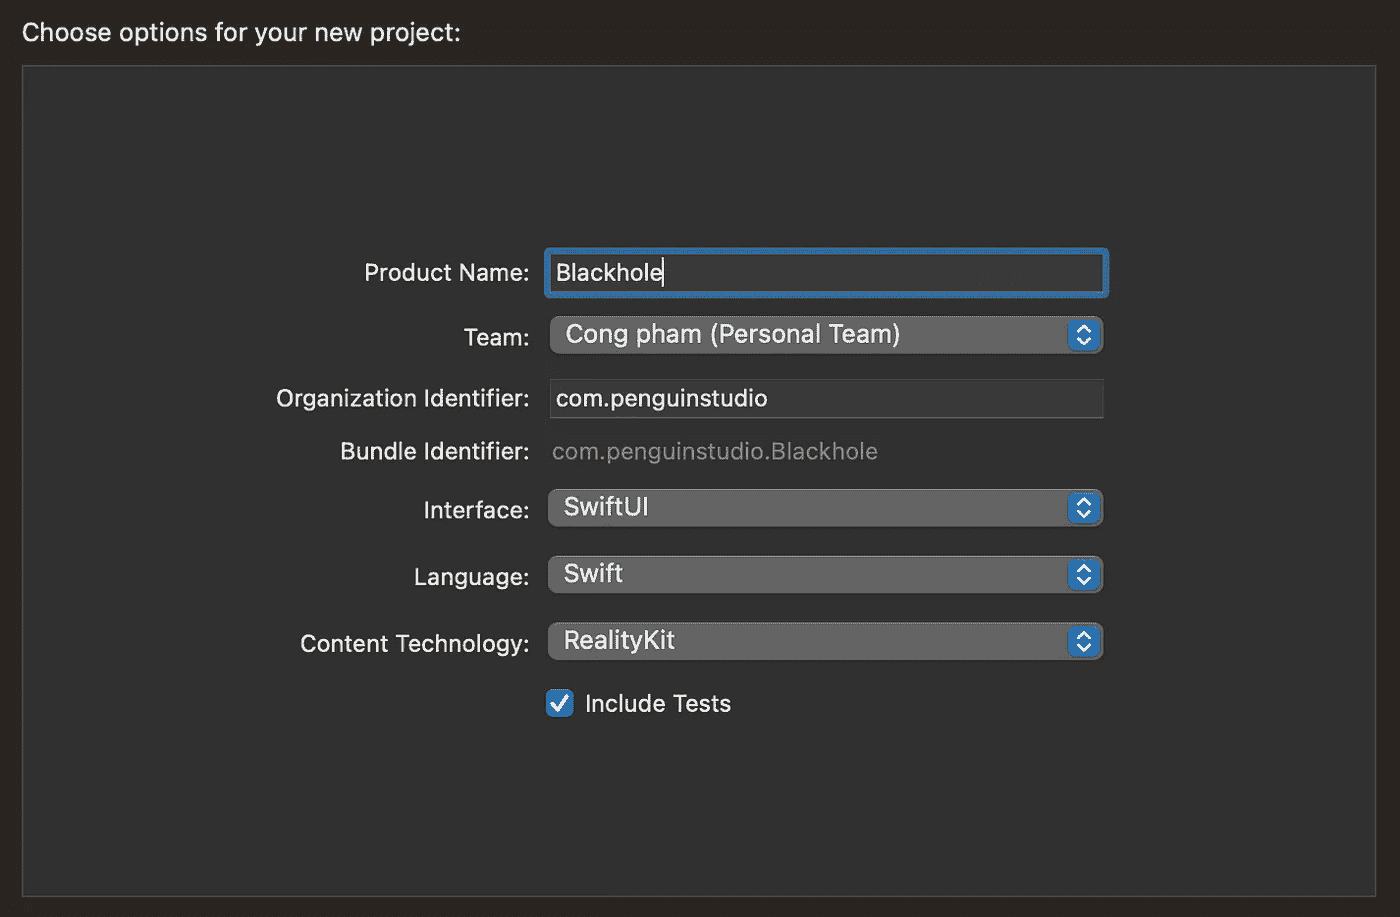 Choose options for your new project:
Product Name: Blackhole
Team: Cong pham (Personal Team)
Organization Identifier: com.penguinstudio
Bundle Identifier: com.penguinstudio.Blackhole
Interface: SwiftUI
Language: Swift
Content Technology: RealityKit
Include Tests